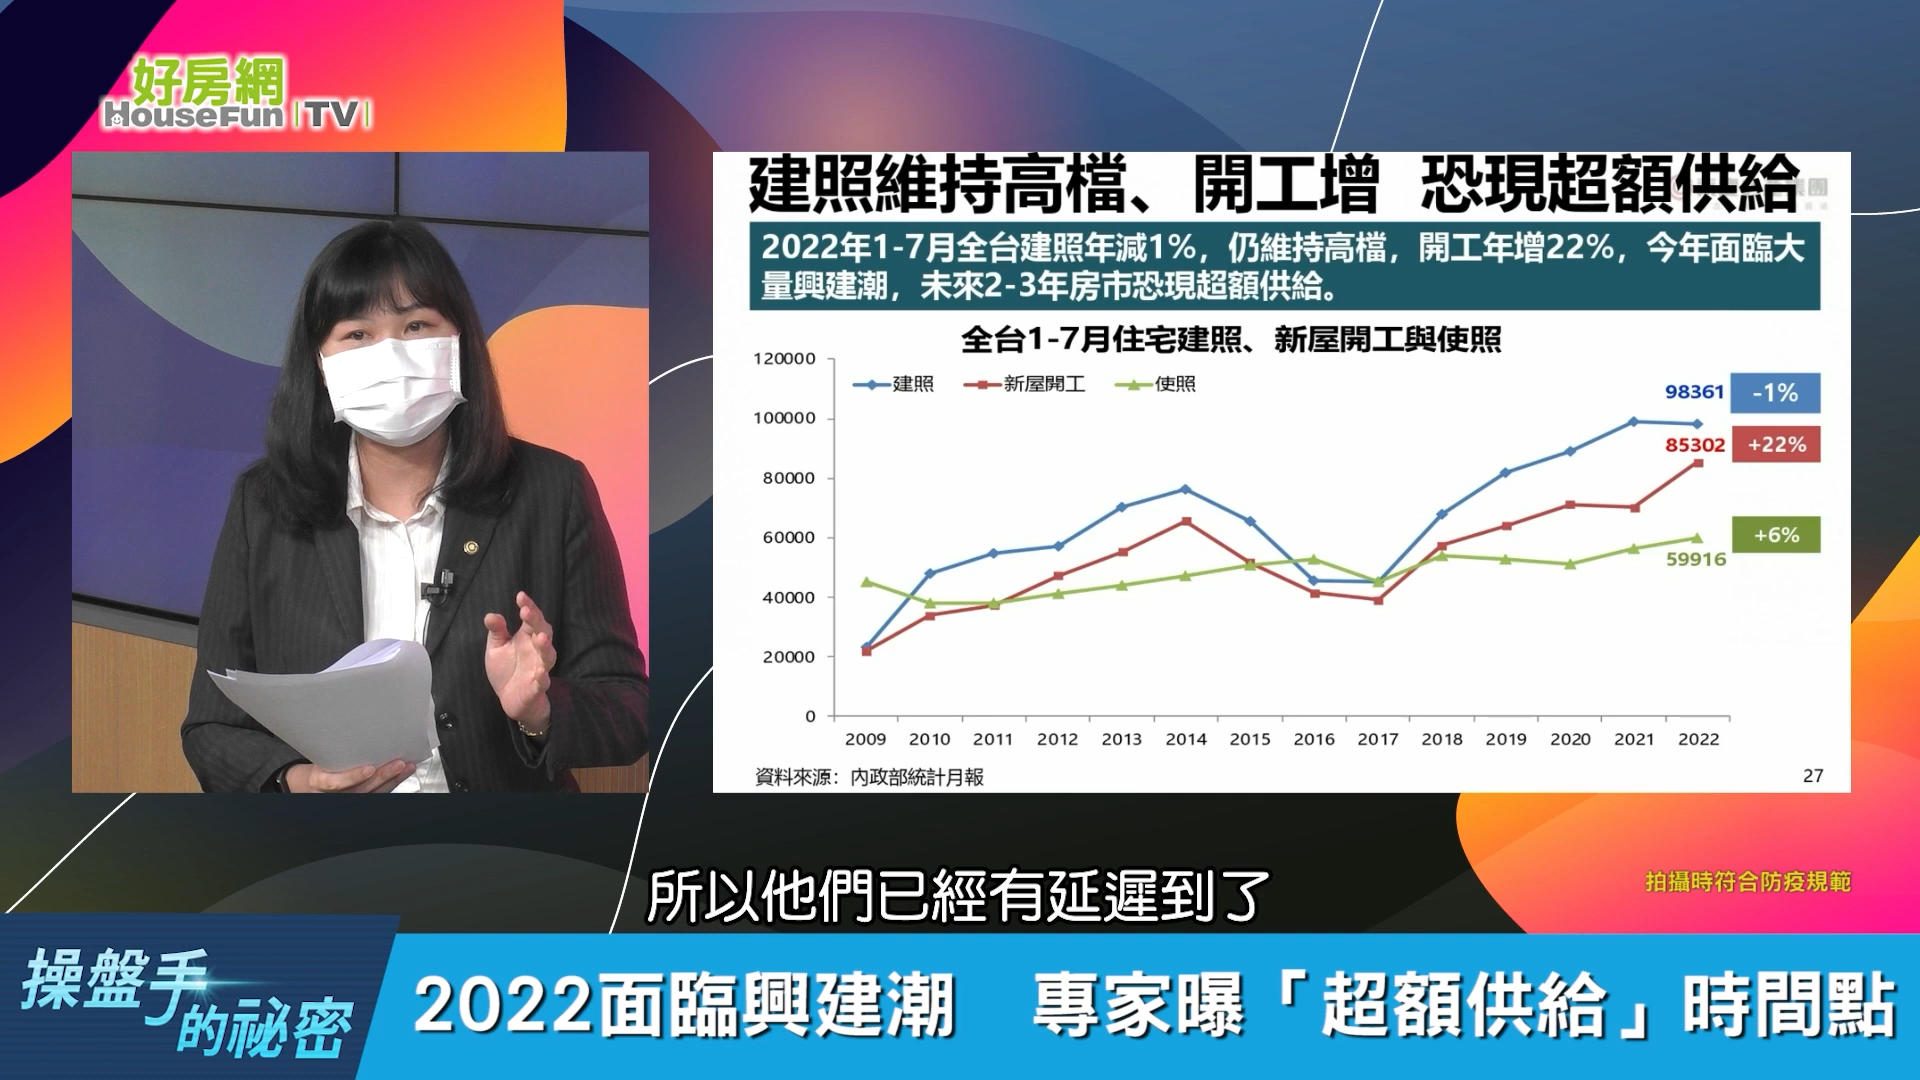 好房網
HouseFun TV
建照維持高檔、開工增 恐現超額供給
2022年1-7月全台建照年減1%，仍維持高檔，開工年增22%，今年面臨大
量興建潮，未來2-3年房市恐現超額供給。
全台1-7月住宅建照、新屋開工與使照
120000
100000
80000
60000
40000
20000
0
建照 新屋開工 使照
98361 -1%
85302 +22%
+6%
59916
2009 2010 2011 2012 2013 2014 2015 2016 2017 2018 2019 2020 2021 2022
資料來源：內政部統計月報
27
所以他們已經有延遲到了
拍攝時符合防疫規範
操盤手
的祕密
2022面臨興建潮 專家曝「超額供給」時間點